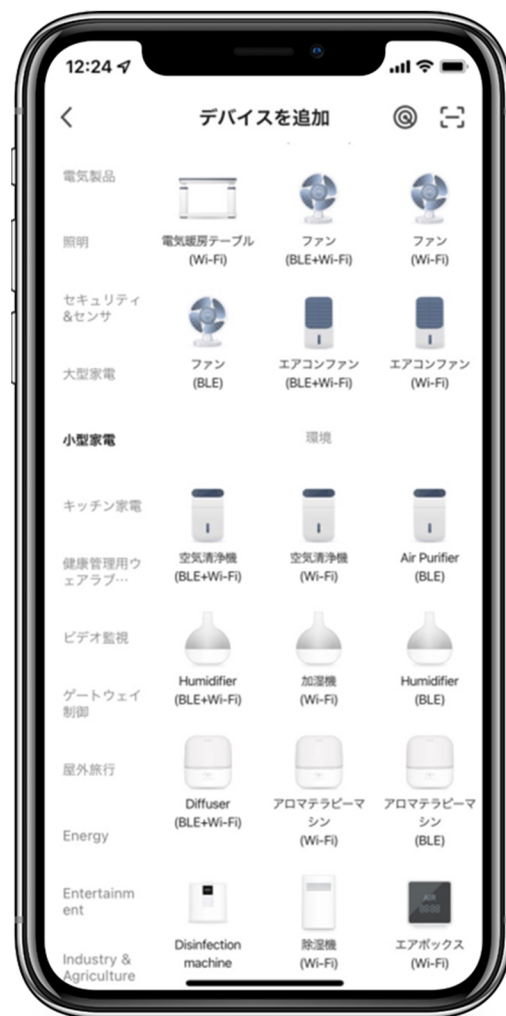 12:24
デバイスを追加
電気製品
照明
セキュリティ
&センサ
大型家電
小型家電
キッチン家電
健康管理用ウ
ェアラブ…
ビデオ監視
ゲートウェイ
制御
屋外旅行
Energy
Entertainm
ent
Industry &
Agriculture
電気暖房テーブル
(Wi-Fi)
ファン
(BLE+Wi-Fi)
ファン
(Wi-Fi)
ファン
(BLE)
エアコンファン
(BLE+Wi-Fi)
エアコンファン
(Wi-Fi)
環境
空気清浄機
(BLE+Wi-Fi)
空気清浄機
(Wi-Fi)
Air Purifier
(BLE)
Humidifier
(BLE+Wi-Fi)
加湿機
(Wi-Fi)
Humidifier
(BLE)
Diffuser
(BLE+Wi-Fi)
アロマテラピーマ
シン
(Wi-Fi)
アロマテラピーマ
シン
(BLE)
Disinfection
machine
除湿機
(Wi-Fi)
AIR
エアボックス
(Wi-Fi)